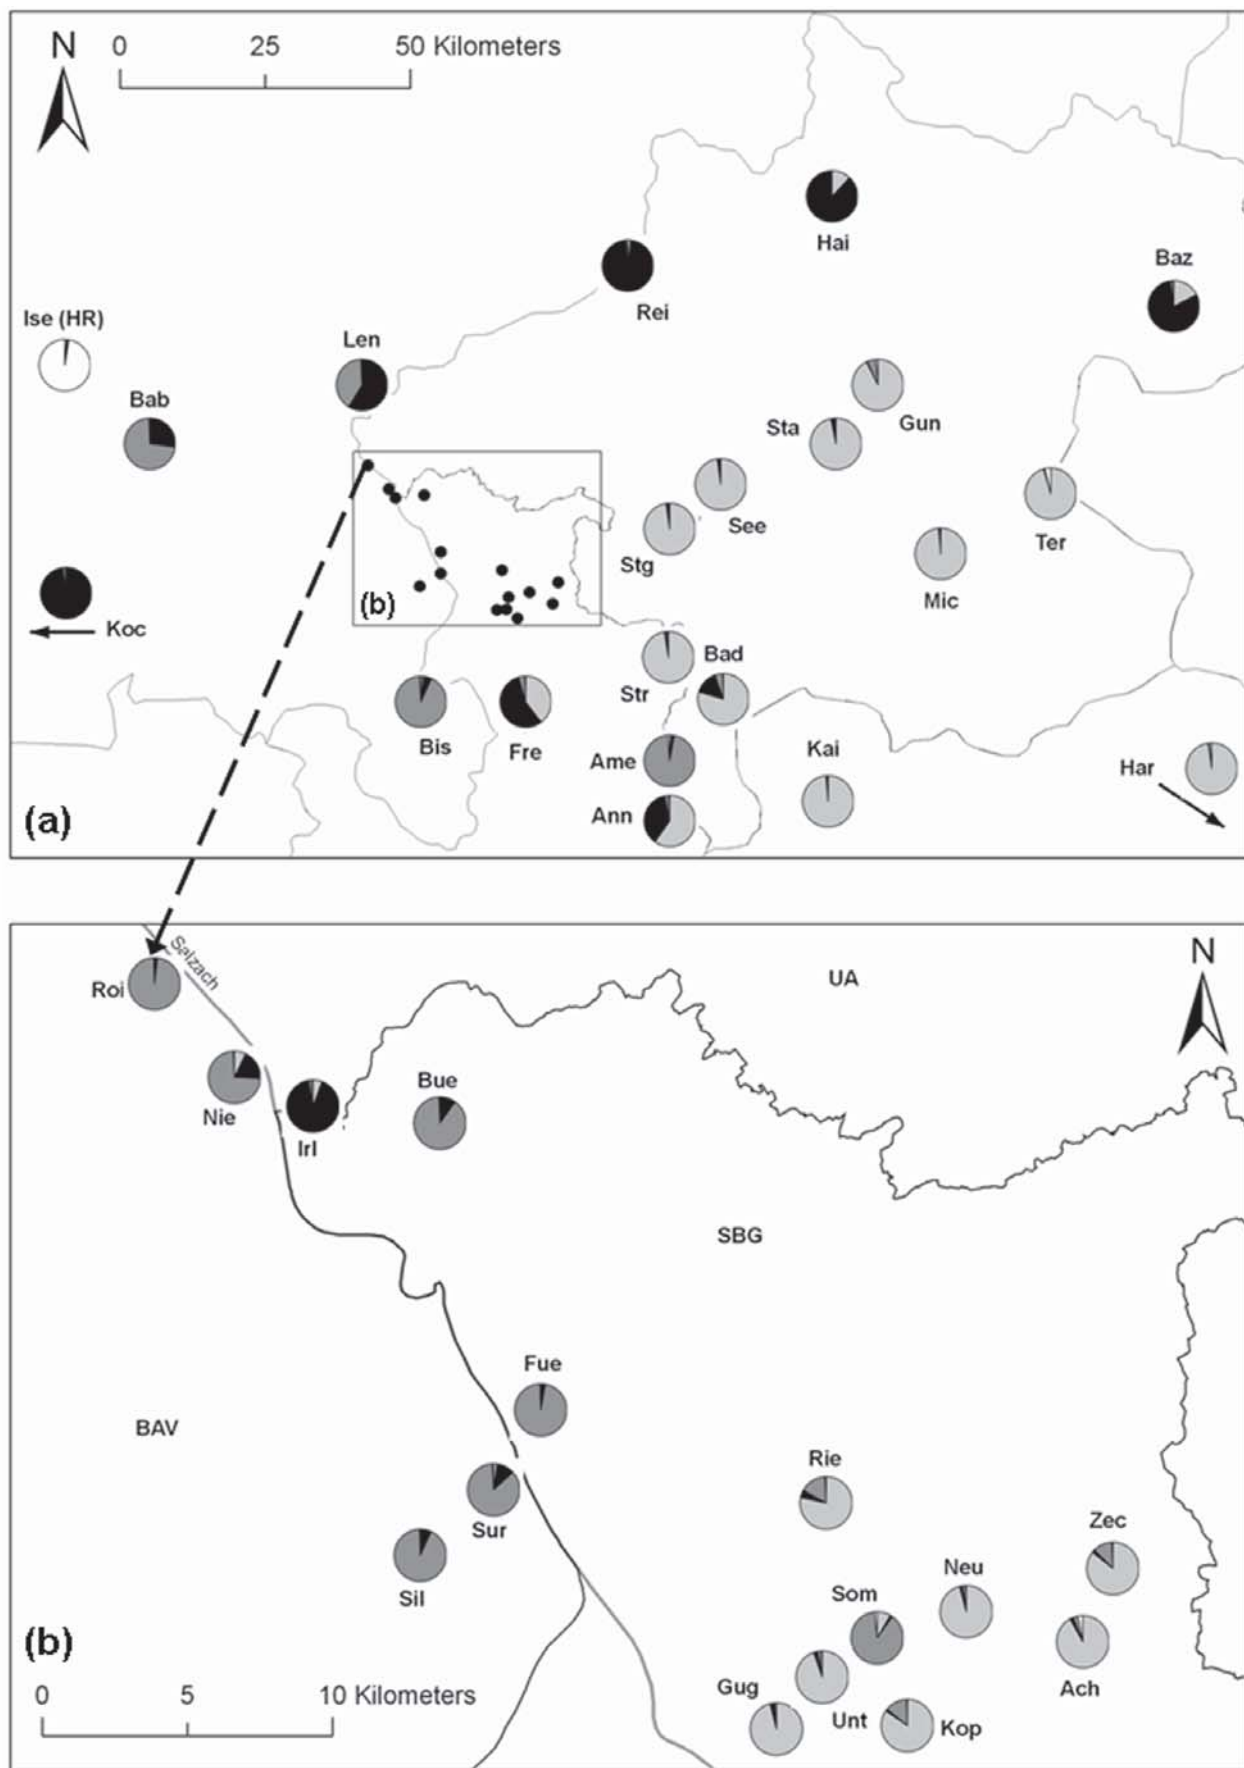 N
0 25 50 Kilometers
Hai
Baz
Rei
Ise (HR)
Len
Bab
Gun
Sta
See
Ter
Stg
(b)
Mic
Koc
Bad
Str
Bis
Fre
Kai
Ame
Har
Ann
(a)
Salzach
N
UA
Roi
Bue
Nie
Irl
SBG
Fue
BAV
Rie
Zec
Sur
Neu
Sil
Som
(b)
Gug
Ach
0 5 10 Kilometers
Unt
Kop